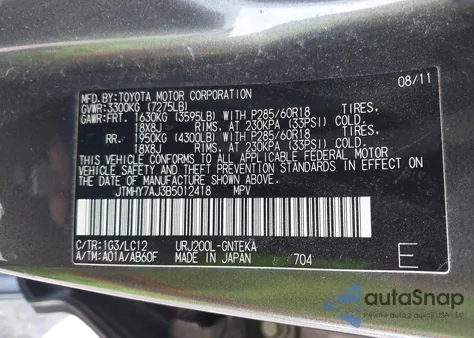 MFD.BY: TOYOTA MOTOR CORPORATION 08/11
GVWR: 3300KG (7275LB)
GAWR: FRT. 1630KG (3595LB) WITH P285/60R18 TIRES.
18X8J RIMS. AT 230KPA (33PSI) COLD.
RR. 1950KG (4300LB) WITH P285/60R18 TIRES.
18X8J RIMS. AT 230KPA (33PSI) COLD.
THIS VEHICLE CONFORMS TO ALL APPLICABLE FEDERAL MOTOR
VEHICLE SAFETY AND THEFT PREVENTION STANDARDS IN EFFECT ON
THE DATE OF MANUFACTURE SHOWN ABOVE.
JTMHY7AJ3B5012418 MPV
C/TR: 1G3/LC12 URJ200L-GNTEKA
A/TM: A01A/AB60F MADE IN JAPAN 704 E
autoSnap